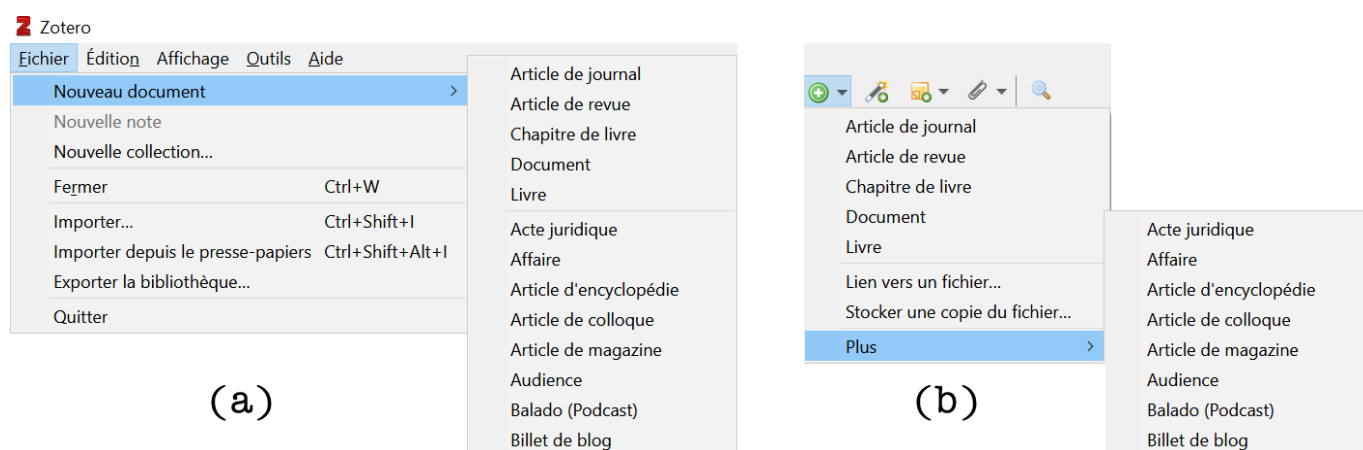 Zotero
Fichier Édition Affichage Outils Aide
Nouveau document
Nouvelle note
Nouvelle collection...
Fermer Ctrl+W
Importer... Ctrl+Shift+I
Importer depuis le presse-papiers Ctrl+Shift+Alt+I
Exporter la bibliothèque...
Quitter
Article de journal
Article de revue
Chapitre de livre
Document
Livre
Acte juridique
Affaire
Article d'encyclopédie
Article de colloque
Article de magazine
Audience
Balado (Podcast)
Billet de blog
(a)
Article de journal
Article de revue
Chapitre de livre
Document
Livre
Lien vers un fichier...
Stocker une copie du fichier...
Plus
Acte juridique
Affaire
Article d'encyclopédie
Article de colloque
Article de magazine
Audience
Balado (Podcast)
Billet de blog
(b)